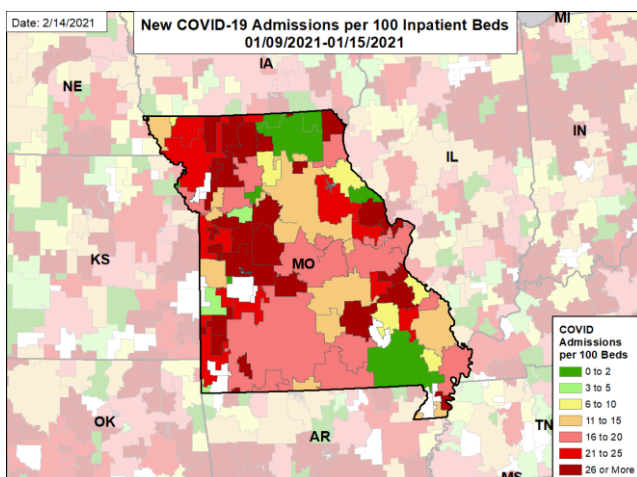 Date: 2/14/2021
New COVID-19 Admissions per 100 Inpatient Beds
01/09/2021-01/15/2021
MI
IA
NE
IN
IL
KS
MO
COVID
Admissions
per 100 Beds
0 to 2
3 to 5
6 to 10
11 to 15
16 to 20
21 to 25
26 or More
OK
AR
TN
MS